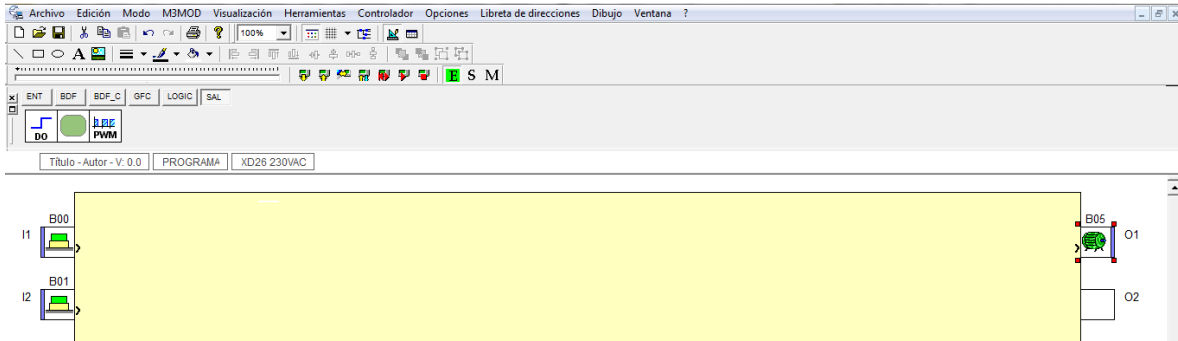 Archivo Edición Modo M3MOD Visualización Herramientas Controlador Opciones Libreta de direcciones Dibujo Ventana ?
100%
A
E S M
ENT BDF BDF_C GFC LOGIC SAL
DO PWM
Título - Autor - V: 0.0 PROGRAMA XD26 230VAC
B00 B05
I1 O1
B01
I2 O2